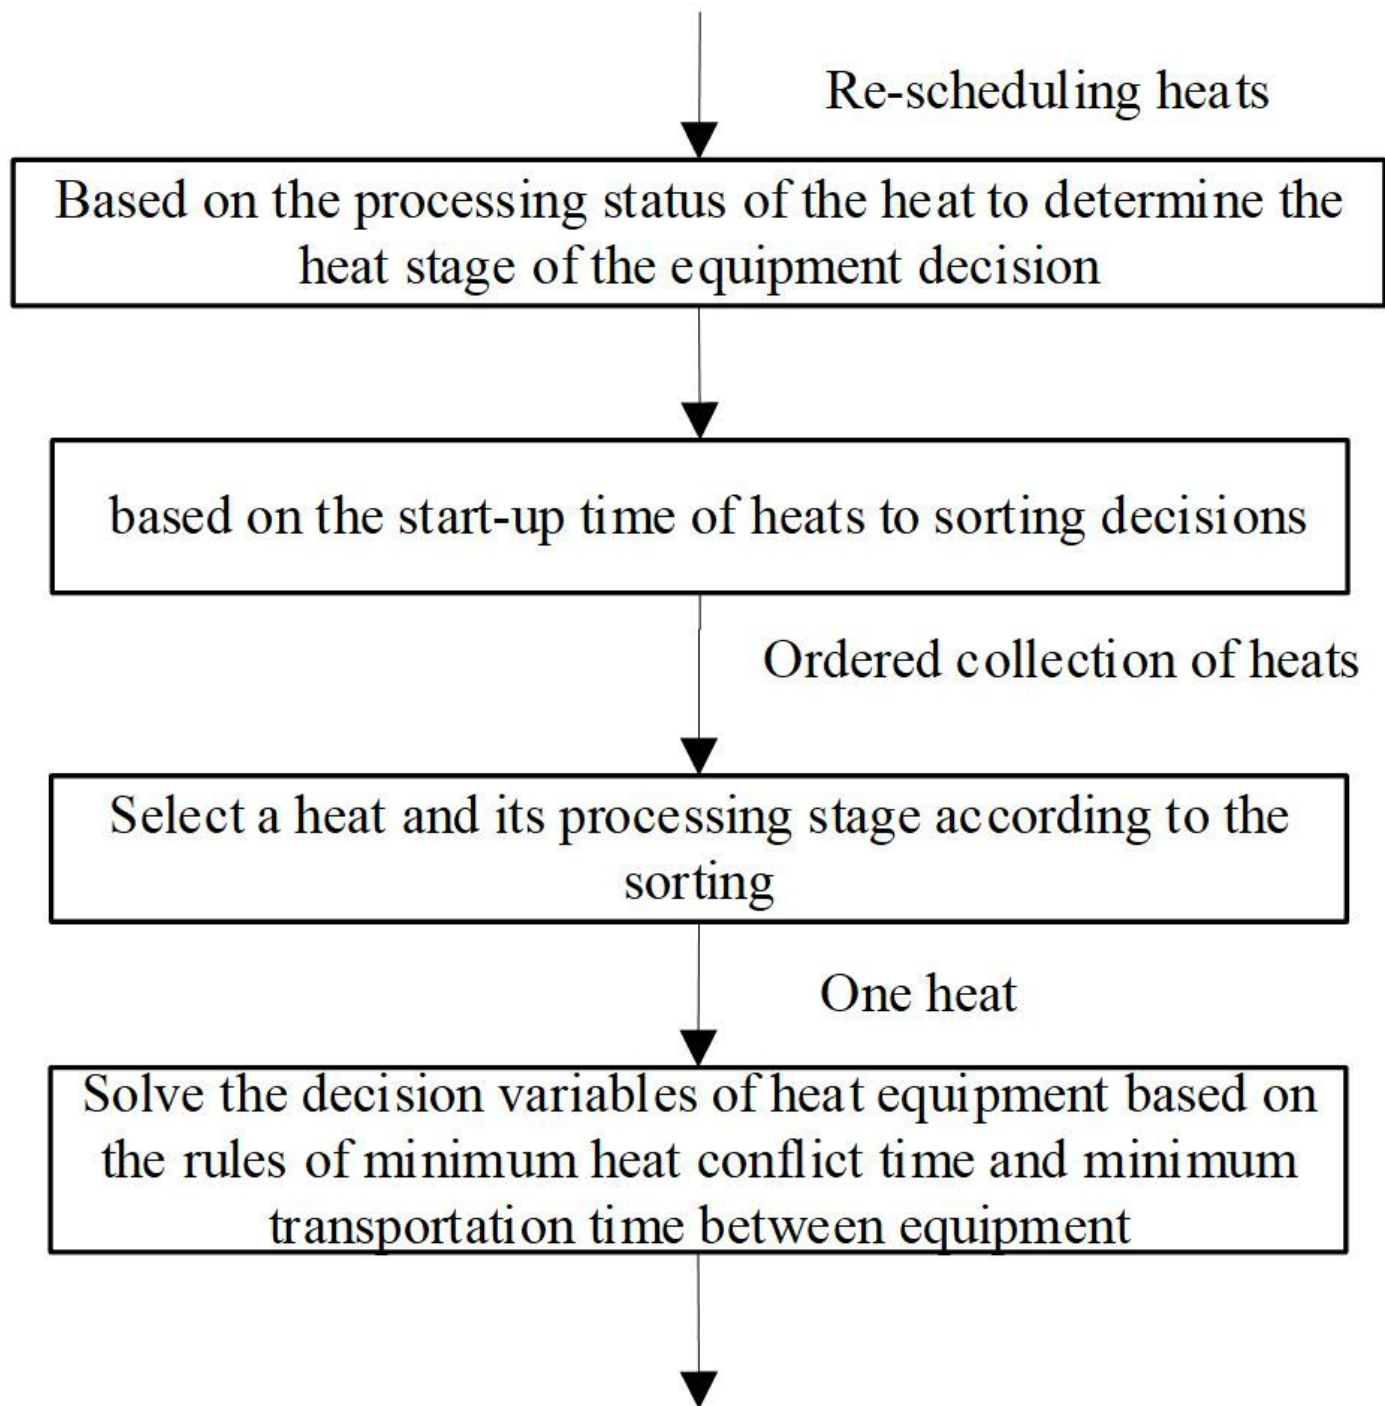 Re-scheduling heats
Based on the processing status of the heat to determine the
heat stage of the equipment decision
based on the start-up time of heats to sorting decisions
Ordered collection of heats
Select a heat and its processing stage according to the
sorting
One heat
Solve the decision variables of heat equipment based on
the rules of minimum heat conflict time and minimum
transportation time between equipment